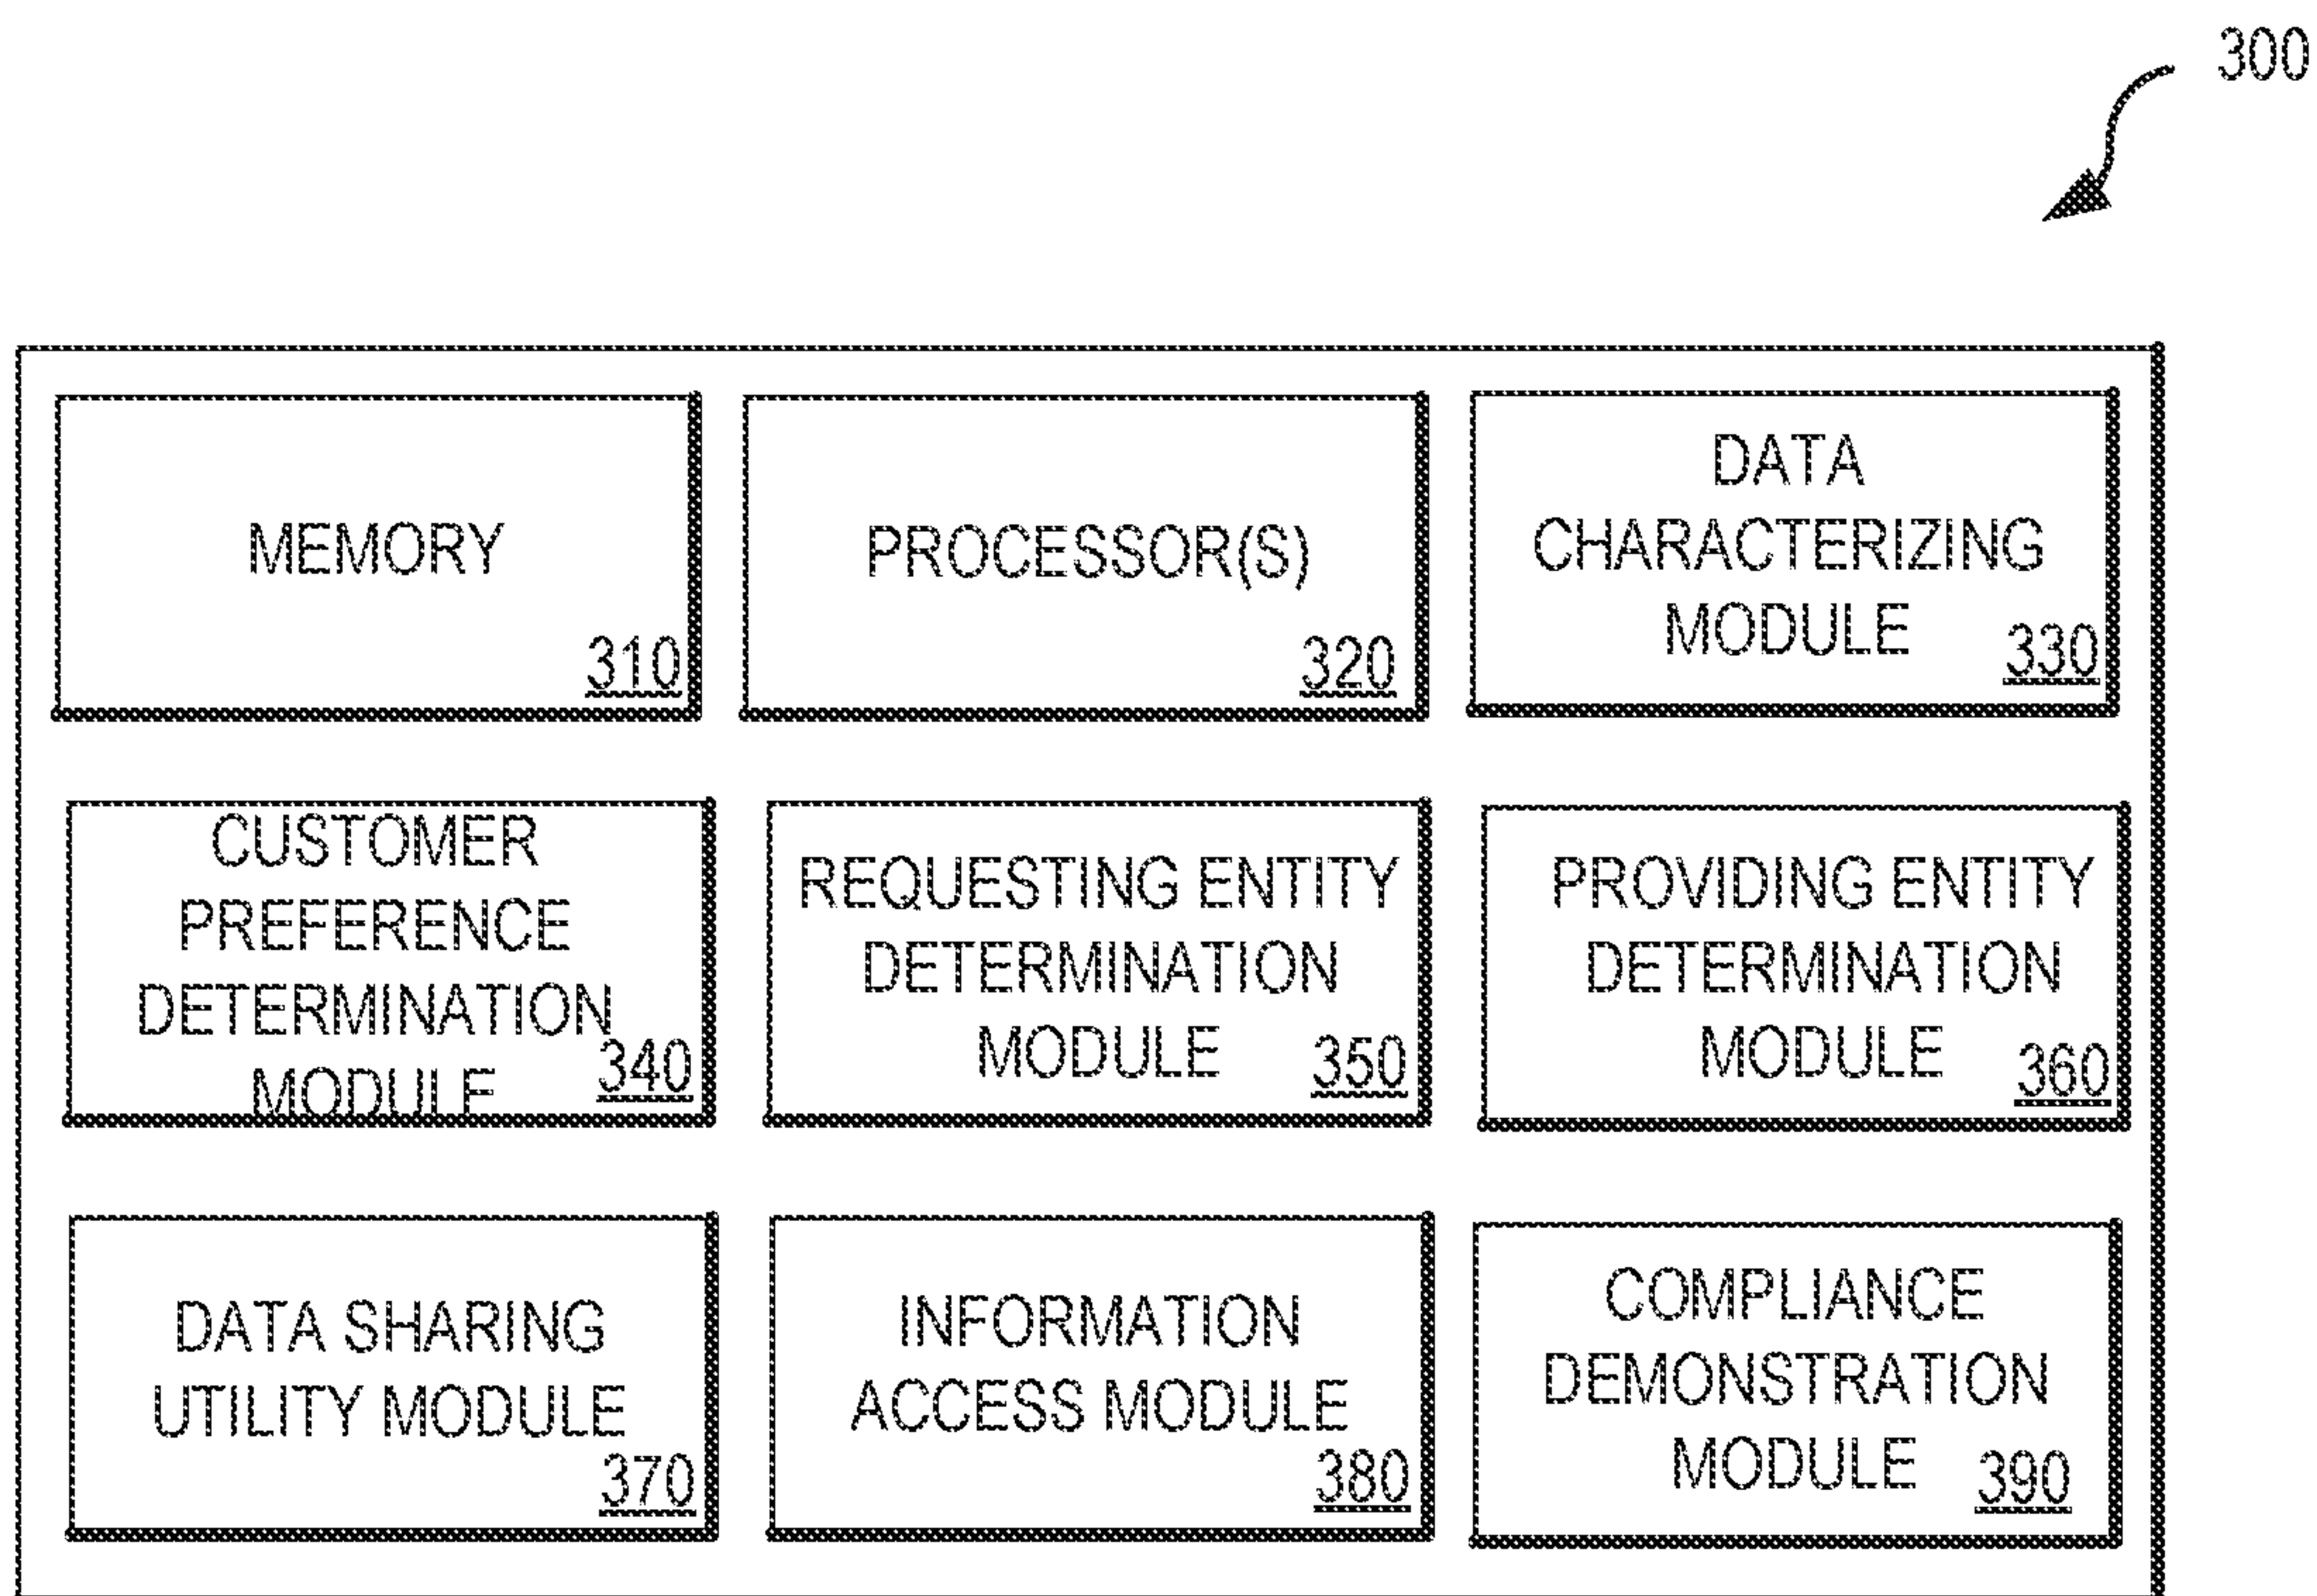 300
MEMORY
310
PROCESSOR(S)
320
DATA
CHARACTERIZING
MODULE
330
CUSTOMER
PREFERENCE
DETERMINATION
MODULE
340
REQUESTING ENTITY
DETERMINATION
MODULE
350
PROVIDING ENTITY
DETERMINATION
MODULE
360
DATA SHARING
UTILITY MODULE
370
INFORMATION
ACCESS MODULE
380
COMPLIANCE
DEMONSTRATION
MODULE
390